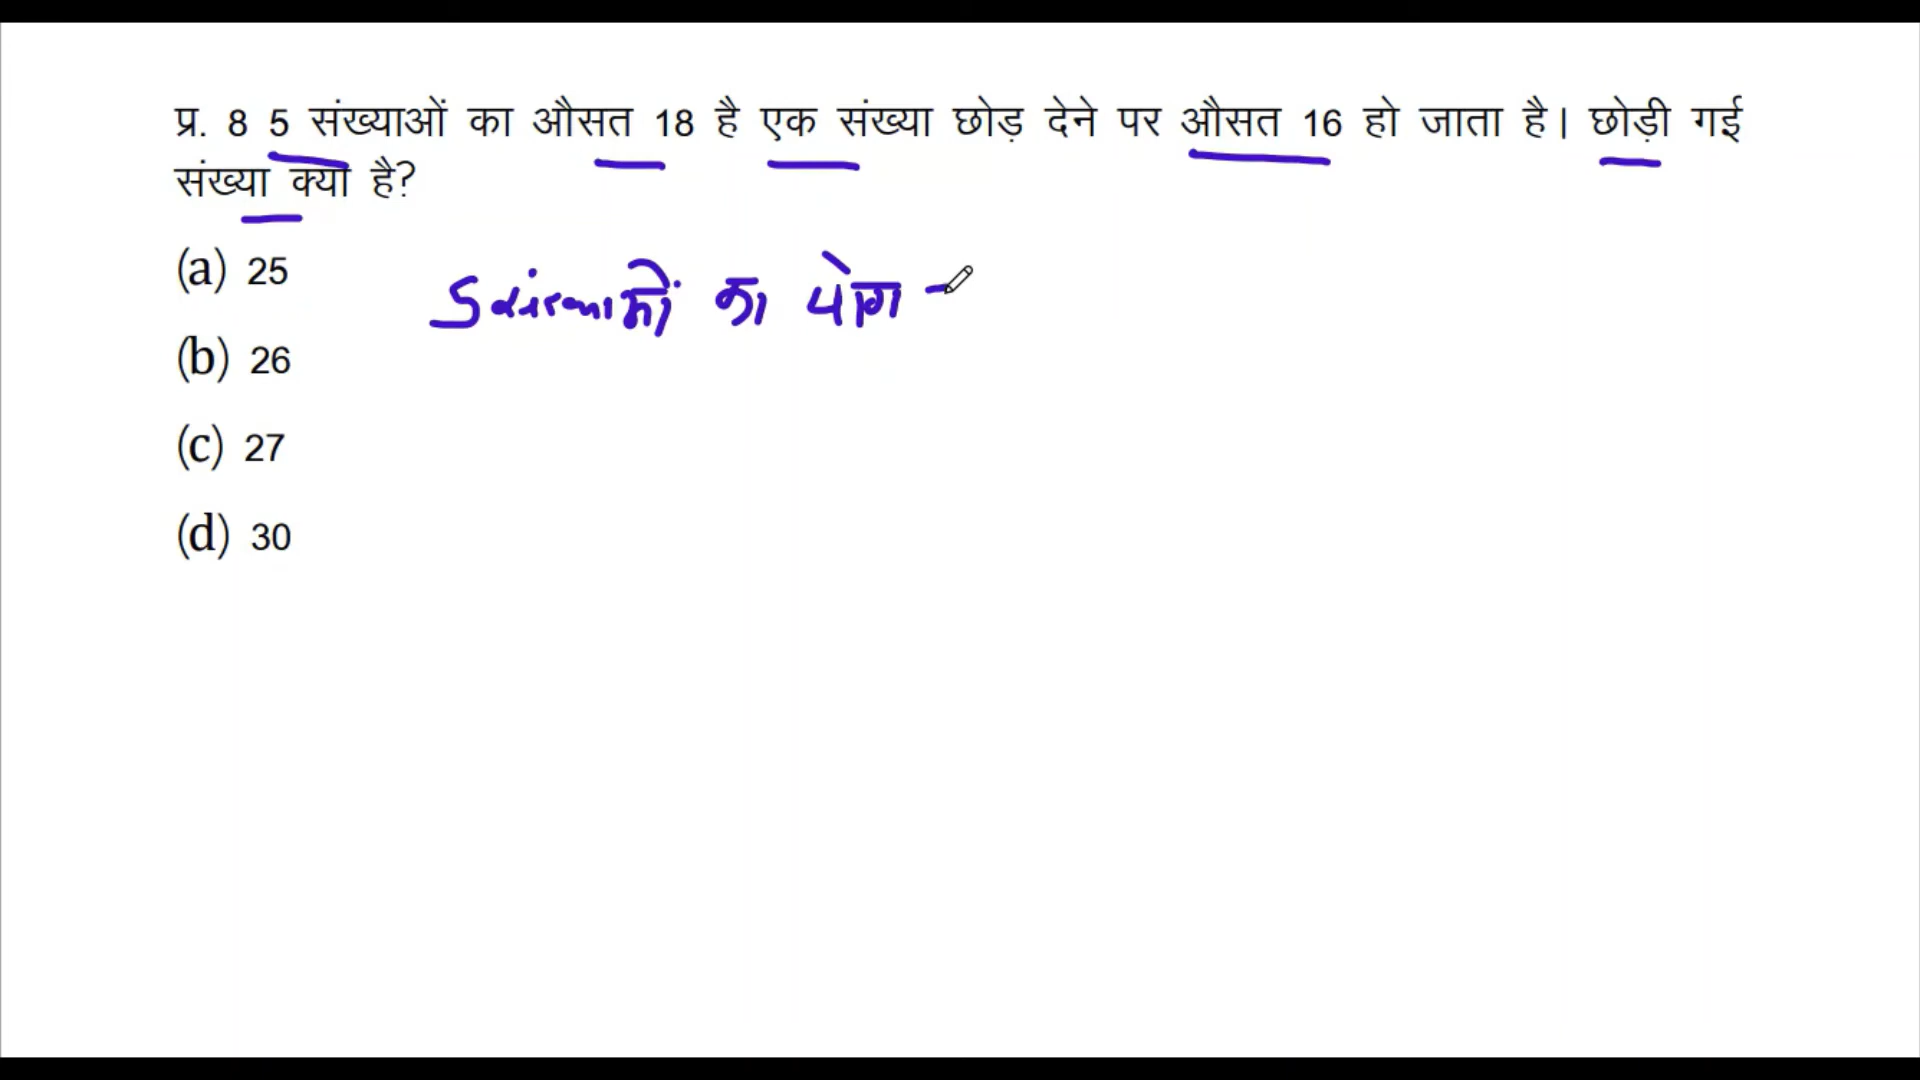 प्र. 8 5 संख्याओं का औसत 18 है एक संख्या छोड़ देने पर औसत 16 हो जाता है। छोड़ी गई
संख्या क्या है?
(a) 25
5 संख्याओं का योग =
(b) 26
(c) 27
(d) 30